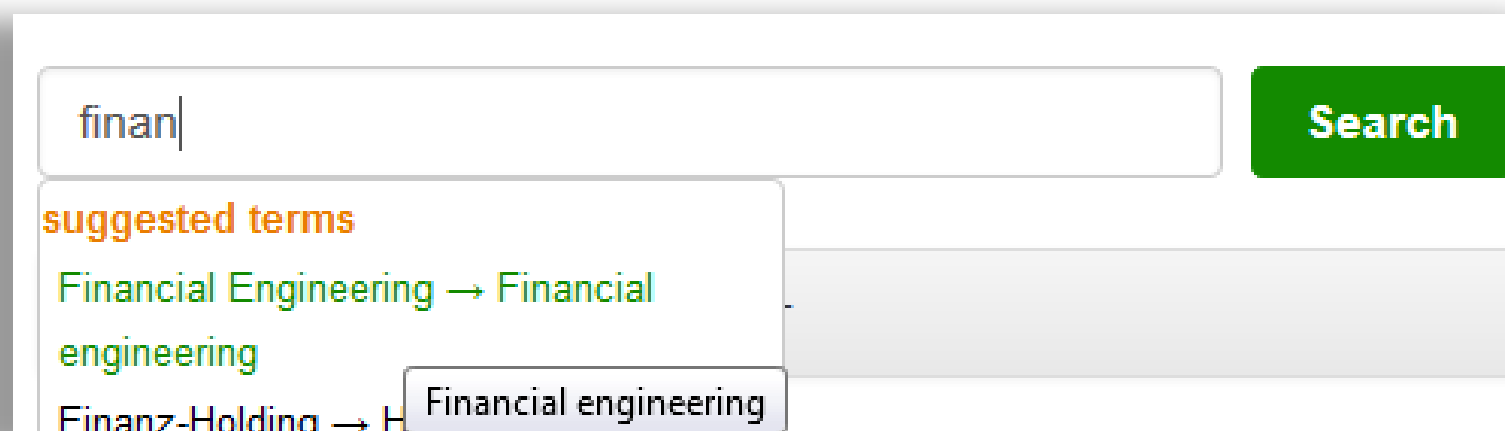 finan
Search
suggested terms
Financial Engineering → Financial
engineering
Finanz-Holding →
Financial engineering